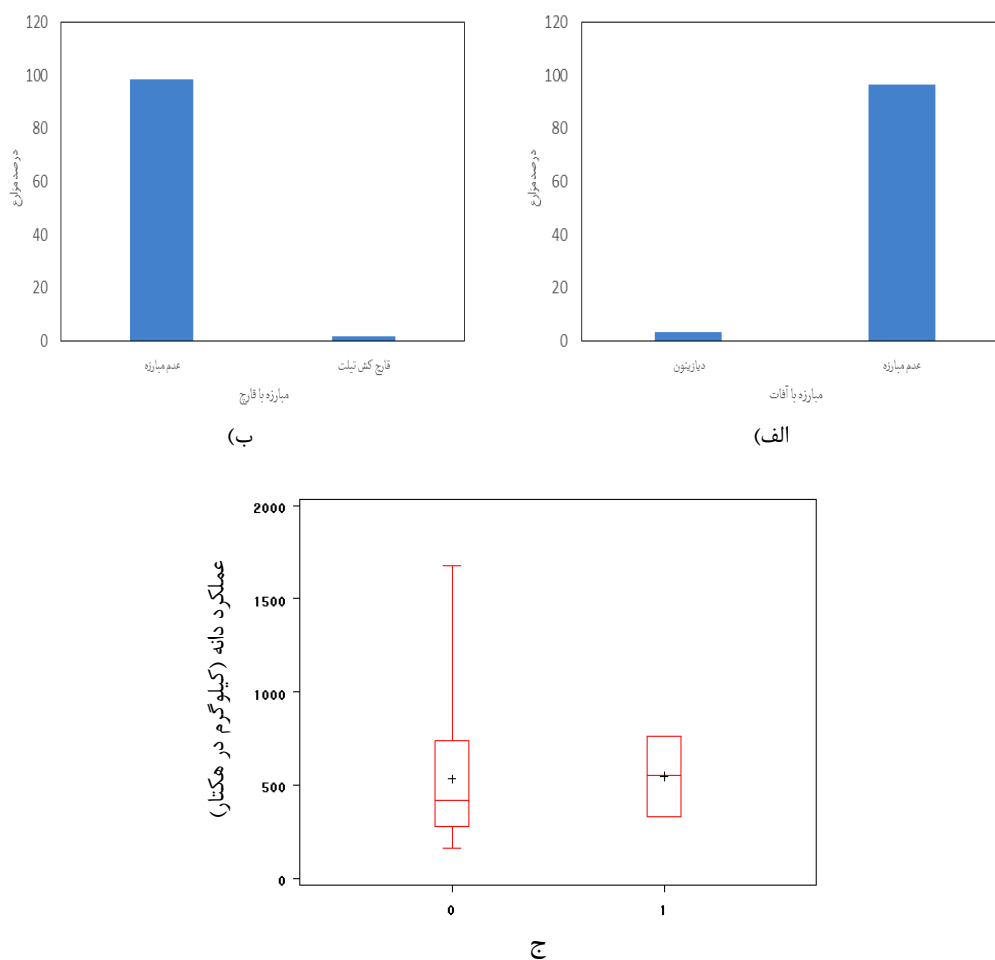 120
100
80
60
40
20
0
درصد مزارع
عدم مبارزه
دیازینون
مبارزه با آفات
الف)
120
100
80
60
40
20
0
درصد مزارع
قارچ کش تیلت
عدم مبارزه
مبارزه با قارچ
ب)
2000
1500
1000
500
0
عملکرد دانه (کیلوگرم در هکتار)
0 1
ج